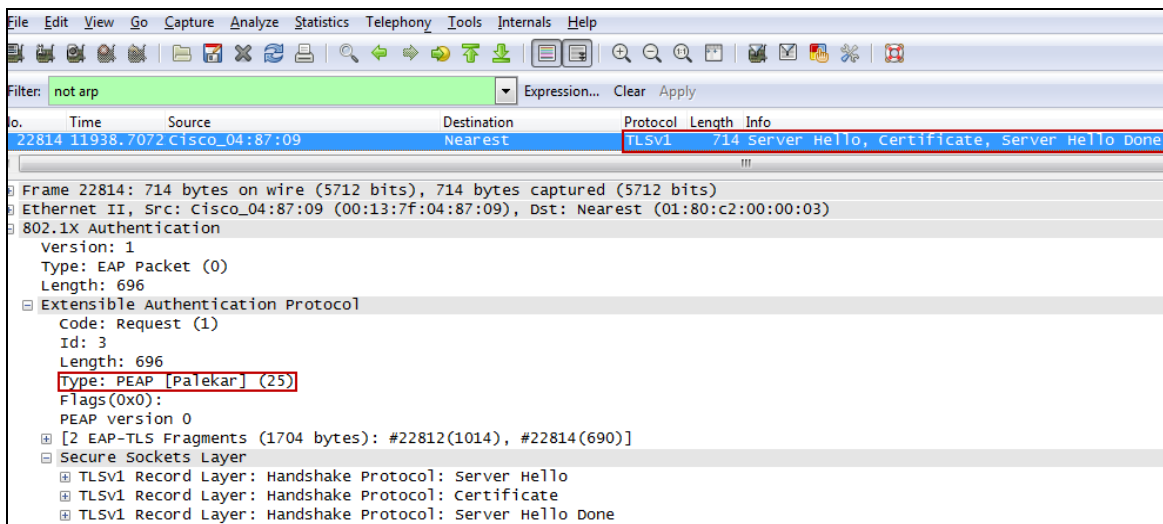 File Edit View Go Capture Analyze Statistics Telephony Tools Internals Help
Filter: not arp Expression... Clear Apply
No. Time Source Destination Protocol Length Info
22814 11938.7072 Cisco_04:87:09 Nearest TLSv1 714 Server Hello, Certificate, Server Hello Done
Frame 22814: 714 bytes on wire (5712 bits), 714 bytes captured (5712 bits)
Ethernet II, Src: Cisco_04:87:09 (00:13:7f:04:87:09), Dst: Nearest (01:80:c2:00:00:03)
802.1X Authentication
Version: 1
Type: EAP Packet (0)
Length: 696
Extensible Authentication Protocol
Code: Request (1)
Id: 3
Length: 696
Type: PEAP [Palekar] (25)
Flags(0x0):
PEAP version 0
[2 EAP-TLS Fragments (1704 bytes): #22812(1014), #22814(690)]
Secure Sockets Layer
TLSv1 Record Layer: Handshake Protocol: Server Hello
TLSv1 Record Layer: Handshake Protocol: Certificate
TLSv1 Record Layer: Handshake Protocol: Server Hello Done